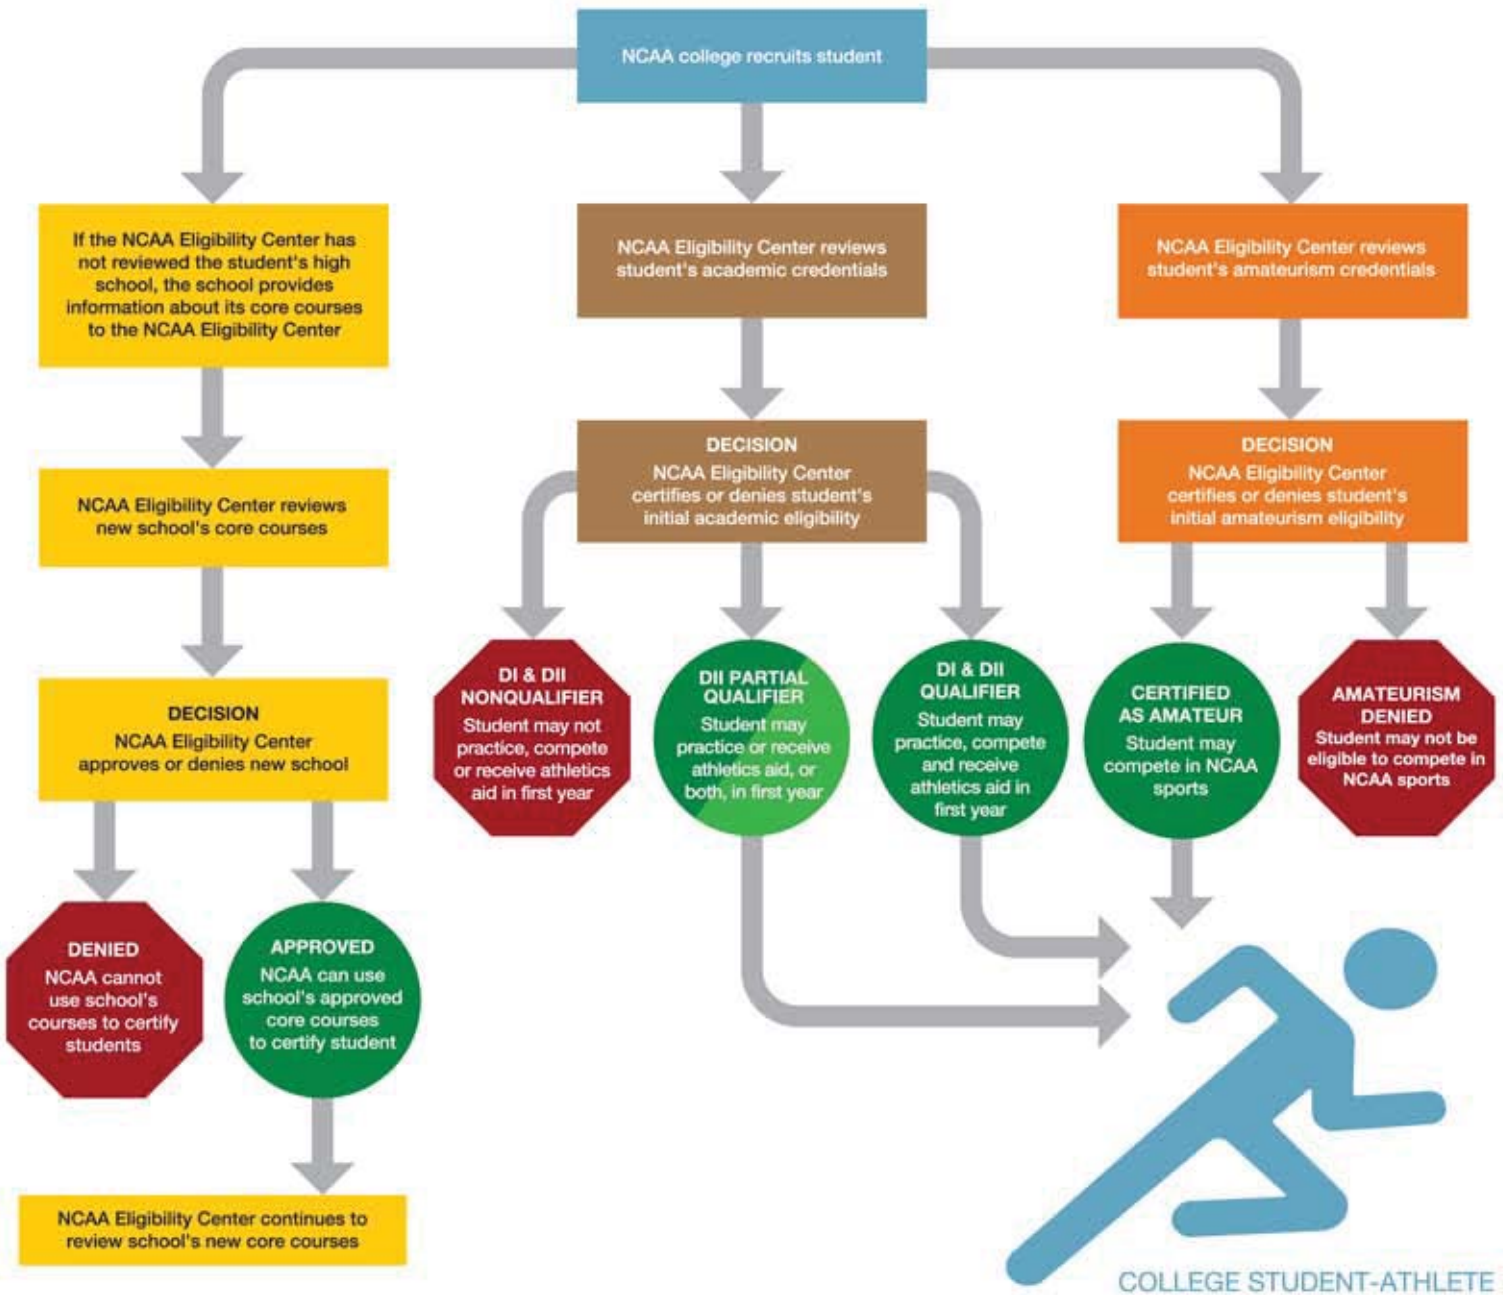 NCAA college recruits student
If the NCAA Eligibility Center has
not reviewed the student's high
school, the school provides
information about its core courses
to the NCAA Eligibility Center
NCAA Eligibility Center reviews
new school's core courses
DECISION
NCAA Eligibility Center
approves or denies new school
DENIED
NCAA cannot
use school's
courses to certify
students
APPROVED
NCAA can use
school's approved
core courses
to certify student
NCAA Eligibility Center continues to
review school's new core courses
NCAA Eligibility Center reviews
student's academic credentials
DECISION
NCAA Eligibility Center
certifies or denies student's
initial academic eligibility
DI & DII
NONQUALIFIER
Student may not
practice, compete
or receive athletics
aid in first year
DII PARTIAL
QUALIFIER
Student may
practice or receive
athletics aid, or
both, in first year
DI & DII
QUALIFIER
Student may
practice, compete
and receive
athletics aid in
first year
NCAA Eligibility Center reviews
student's amateurism credentials
DECISION
NCAA Eligibility Center
certifies or denies student's
initial amateurism eligibility
CERTIFIED
AS AMATEUR
Student may
compete in NCAA
sports
AMATEURISM
DENIED
Student may not be
eligible to compete in
NCAA sports
COLLEGE STUDENT-ATHLETE